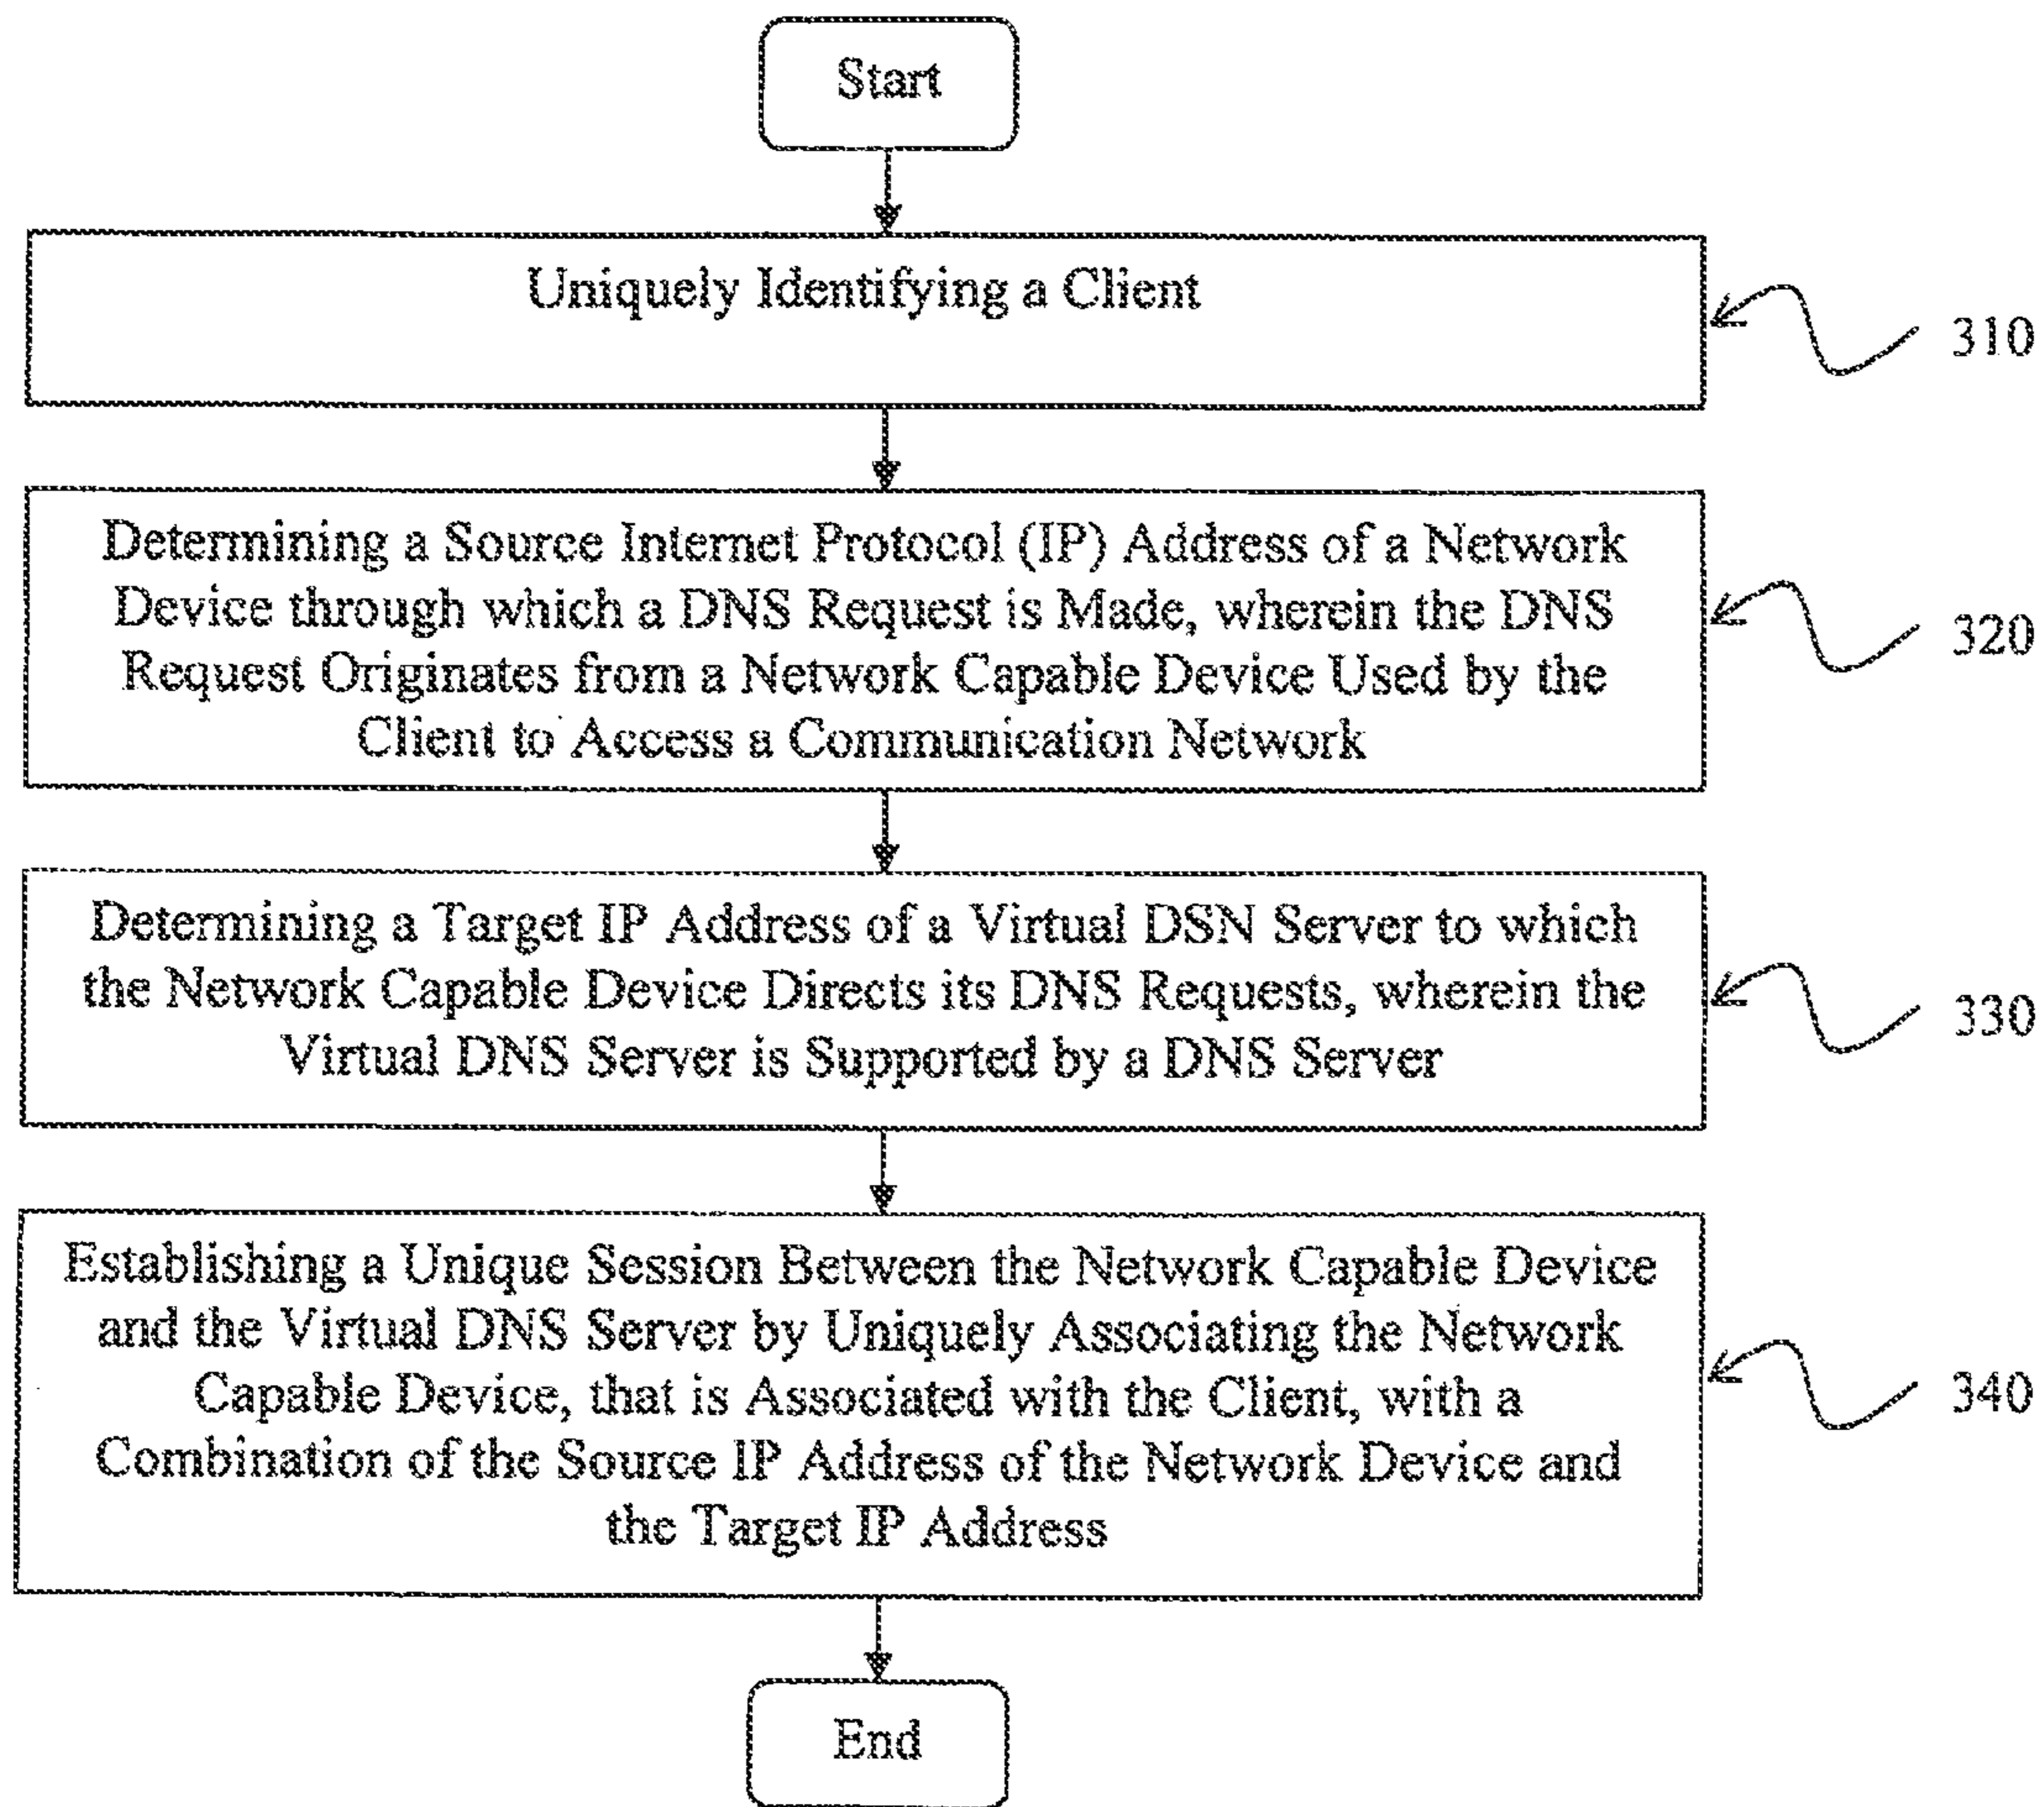 Start
Uniquely Identifying a Client
310
Determining a Source Internet Protocol (IP) Address of a Network
Device through which a DNS Request is Made, wherein the DNS
Request Originates from a Network Capable Device Used by the
Client to Access a Communication Network
320
Determining a Target IP Address of a Virtual DSN Server to which
the Network Capable Device Directs its DNS Requests, wherein the
Virtual DNS Server is Supported by a DNS Server
330
Establishing a Unique Session Between the Network Capable Device
and the Virtual DNS Server by Uniquely Associating the Network
Capable Device, that is Associated with the Client, with a
Combination of the Source IP Address of the Network Device and
the Target IP Address
340
End